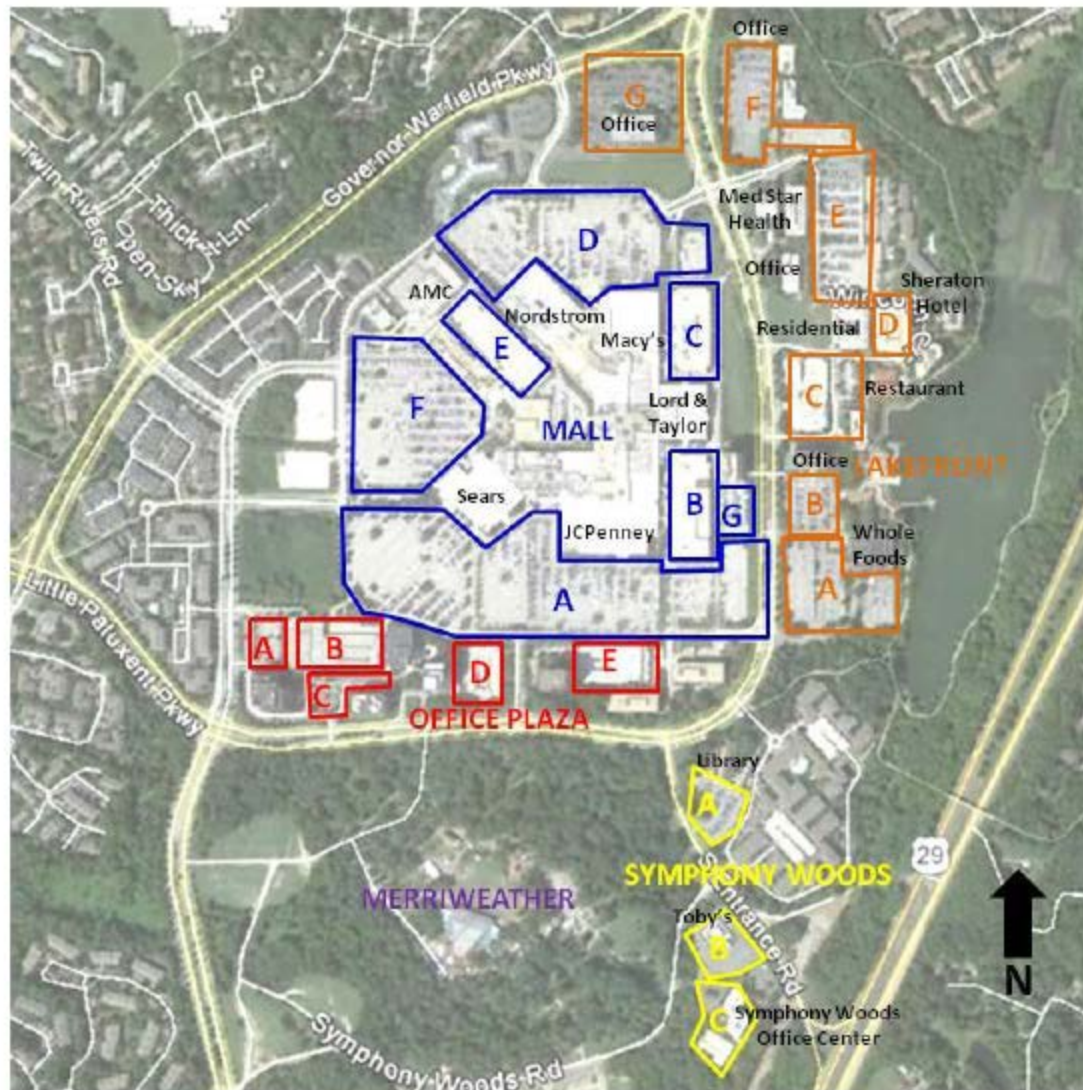 Office
Governor Warfield Pkwy
G
Office
F
Twin Rivers Rd
Thicket Ln
Open Sky
Med Star
Health
E
D
Office
Sheraton
Hotel
AMC
Nordstrom
E
Macy's
C
Residential
D
F
MALL
Lord &
Taylor
C
Restaurant
Office
LAKEFRONT
Sears
JCPenney
B
G
B
Whole
Foods
A
A
Little Patuxent Pkwy
A
B
C
D
E
OFFICE PLAZA
Library
A
29
SYMPHONY WOODS
MERRIWEATHER
Toby's
B
S Entrance Rd
N
C
Symphony Woods
Office Center
Symphony Woods Rd